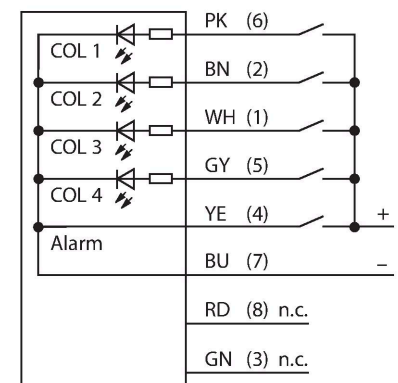 PK (6)
COL 1
BN (2)
COL 2
WH (1)
COL 3
GY (5)
COL 4
YE (4)
+
Alarm
BU (7)
–
RD (8) n.c.
GN (3) n.c.